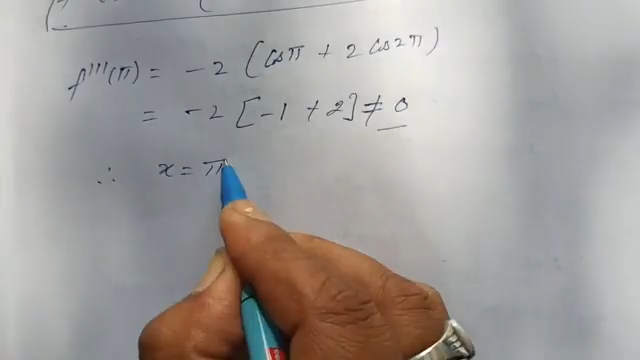 f'''(π) = -2 (cosπ + 2 cos2π)
= -2 [-1 + 2] ≠ 0
∴ x = π